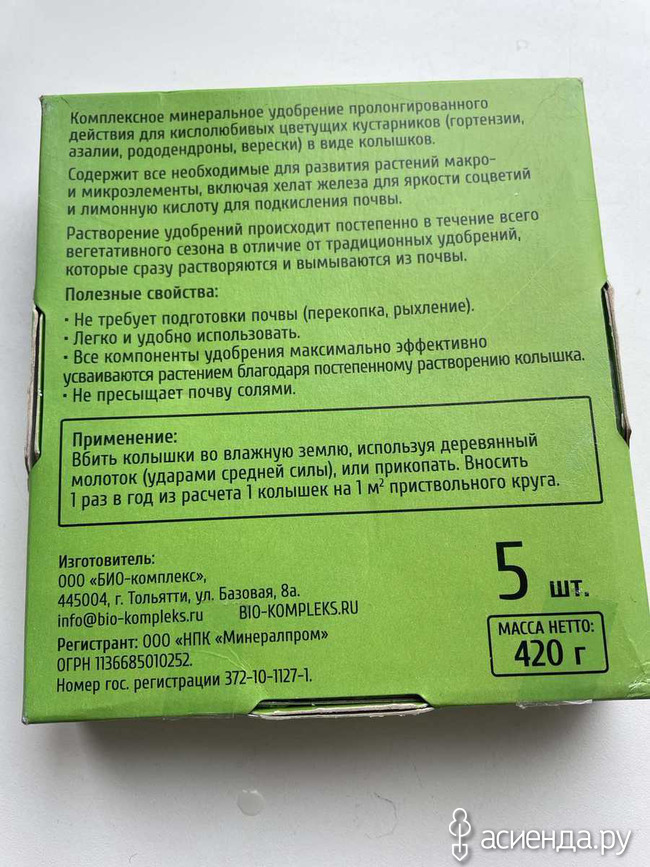 Комплексное минеральное удобрение пролонгированного
действия для кислолюбивых цветущих кустарников (гортензии,
азалии, рододендроны, верески) в виде колышков.
Содержит все необходимые для развития растений макро-
и микроэлементы, включая хелат железа для яркости соцветий
и лимонную кислоту для подкисления почвы.
Растворение удобрений происходит постепенно в течение всего
вегетативного сезона в отличие от традиционных удобрений,
которые сразу растворяются и вымываются из почвы.
Полезные свойства:
· Не требует подготовки почвы (перекопка, рыхление).
· Легко и удобно использовать.
· Все компоненты удобрения максимально эффективно
усваиваются растением благодаря постепенному растворению колышка.
· Не пресыщает почву солями.
Применение:
Вбить колышки во влажную землю, используя деревянный
молоток (ударами средней силы), или прикопать. Вносить
1 раз в год из расчета 1 колышек на 1 м² приствольного круга.
Изготовитель:
ООО «БИО-комплекс»,
445004, г. Тольятти, ул. Базовая, 8а.
info@bio-kompleks.ru BIO-KOMPLEKS.RU
Регистрант: ООО «НПК «Минералпром»
ОГРН 1136685010252.
Номер гос. регистрации 372-10-1127-1.
5 шт.
МАССА НЕТТО:
420 г
асиенда.ру